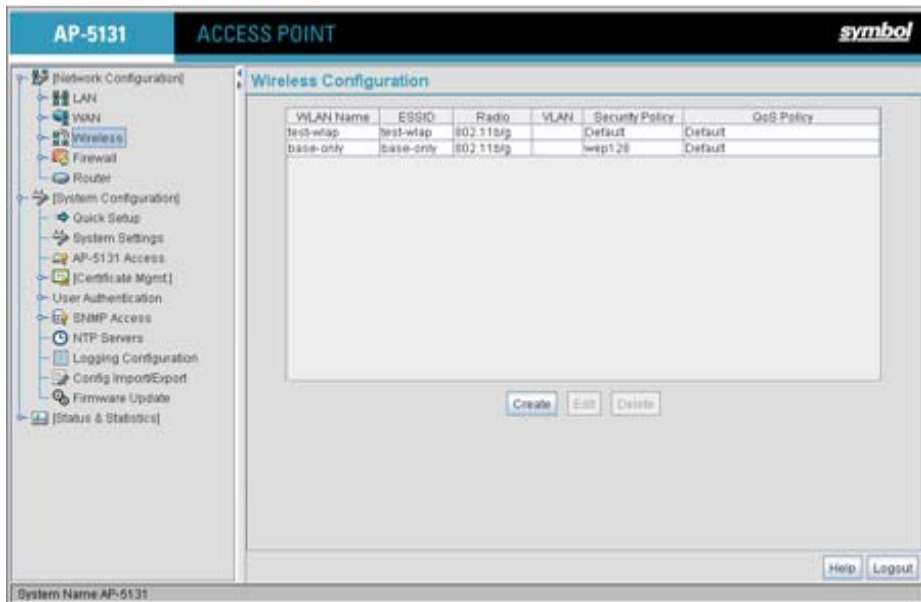 AP-5131 ACCESS POINT symbol
[Network Configuration]
LAN
WAN
Wireless
Firewall
Router
[System Configuration]
Quick Setup
System Settings
AP-5131 Access
[Certificate Mgmt.]
User Authentication
SNMP Access
NTP Servers
Logging Configuration
Config Import/Export
Firmware Update
[Status & Statistics]
Wireless Configuration
WLAN Name ESSID Radio VLAN Security Policy QoS Policy
test-wlap test-wlap 802.11b/g Default Default
base-only base-only 802.11b/g wep128 Default
Create Edit Delete
Help Logout
System Name AP-5131